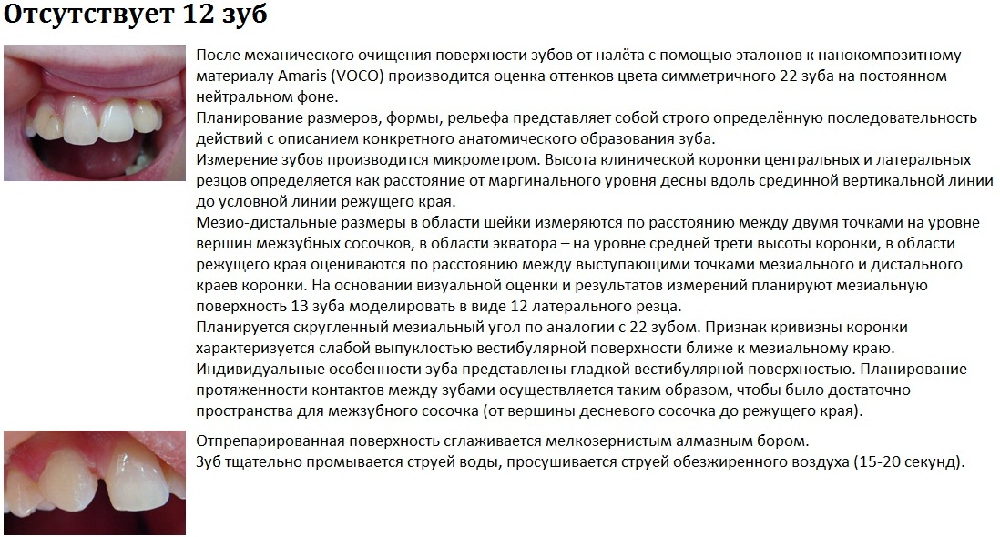 Отсутствует 12 зуб
После механического очищения поверхности зубов от налёта с помощью эталонов к нанокомпозитному
материалу Amaris (VOCO) производится оценка оттенков цвета симметричного 22 зуба на постоянном
нейтральном фоне.
Планирование размеров, формы, рельефа представляет собой строго определённую последовательность
действий с описанием конкретного анатомического образования зуба.
Измерение зубов производится микрометром. Высота клинической коронки центральных и латеральных
резцов определяется как расстояние от маргинального уровня десны вдоль срединной вертикальной линии
до условной линии режущего края.
Мезио-дистальные размеры в области шейки измеряются по расстоянию между двумя точками на уровне
вершин межзубных сосочков, в области экватора – на уровне средней трети высоты коронки, в области
режущего края оцениваются по расстоянию между выступающими точками мезиального и дистального
краев коронки. На основании визуальной оценки и результатов измерений планируют мезиальную
поверхность 13 зуба моделировать в виде 12 латерального резца.
Планируется скругленный мезиальный угол по аналогии с 22 зубом. Признак кривизны коронки
характеризуется слабой выпуклостью вестибулярной поверхности ближе к мезиальному краю.
Индивидуальные особенности зуба представлены гладкой вестибулярной поверхностью. Планирование
протяженности контактов между зубами осуществляется таким образом, чтобы было достаточно
пространства для межзубного сосочка (от вершины десневого сосочка до режущего края).
Отпрепарированная поверхность сглаживается мелкозернистым алмазным бором.
Зуб тщательно промывается струей воды, просушивается струей обезжиренного воздуха (15-20 секунд).